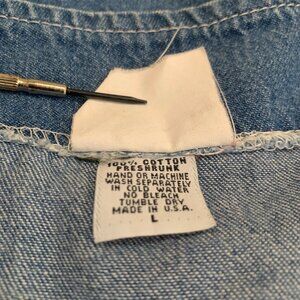 100% COTTON
PRESHRUNK
HAND OR MACHINE
WASH SEPARATELY
IN COLD WATER
NO BLEACH
TUMBLE DRY
MADE IN U.S.A.
L